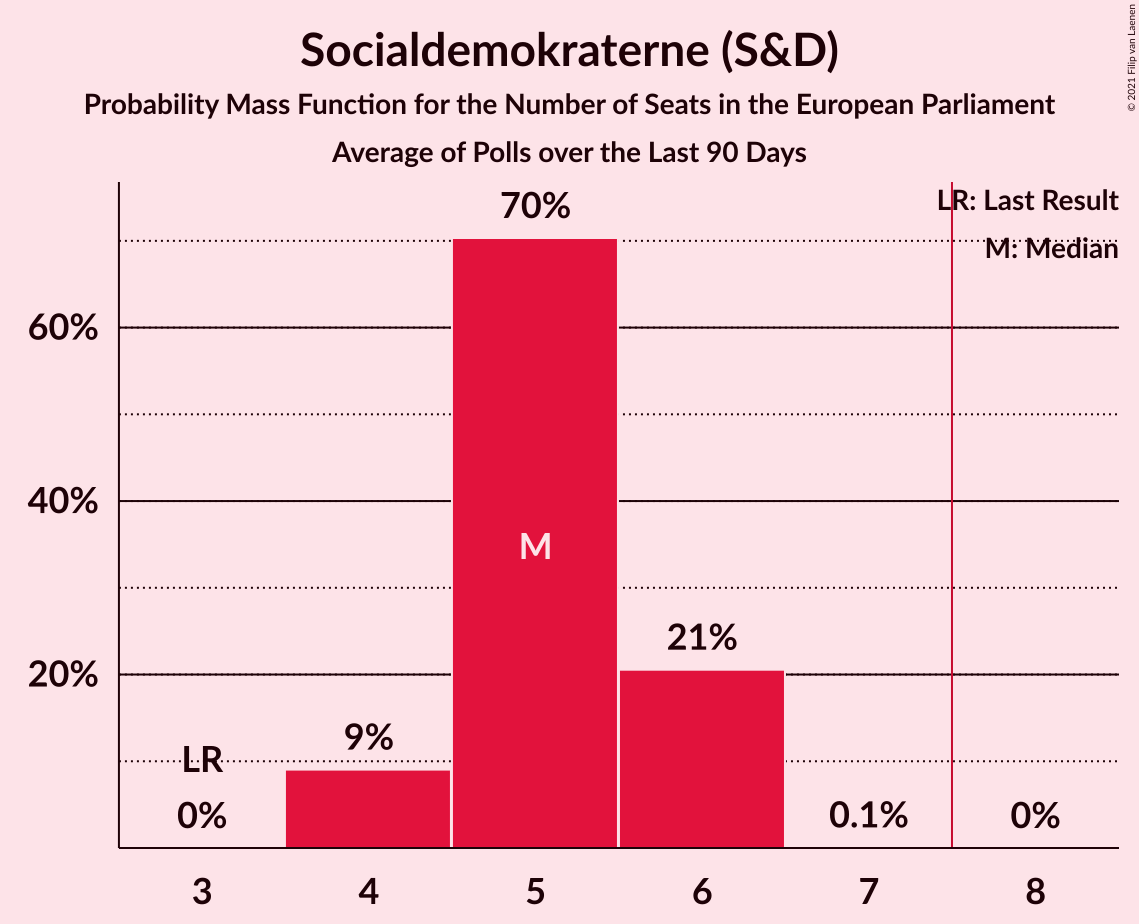 Socialdemokraterne (S&D)
Probability Mass Function for the Number of Seats in the European Parliament
Average of Polls over the Last 90 Days
© 2021 Filip van Laenen
LR: Last Result
M: Median
70%
60%
40%
M
21%
20%
9%
LR
0%
0.1%
0%
3 4 5 6 7 8